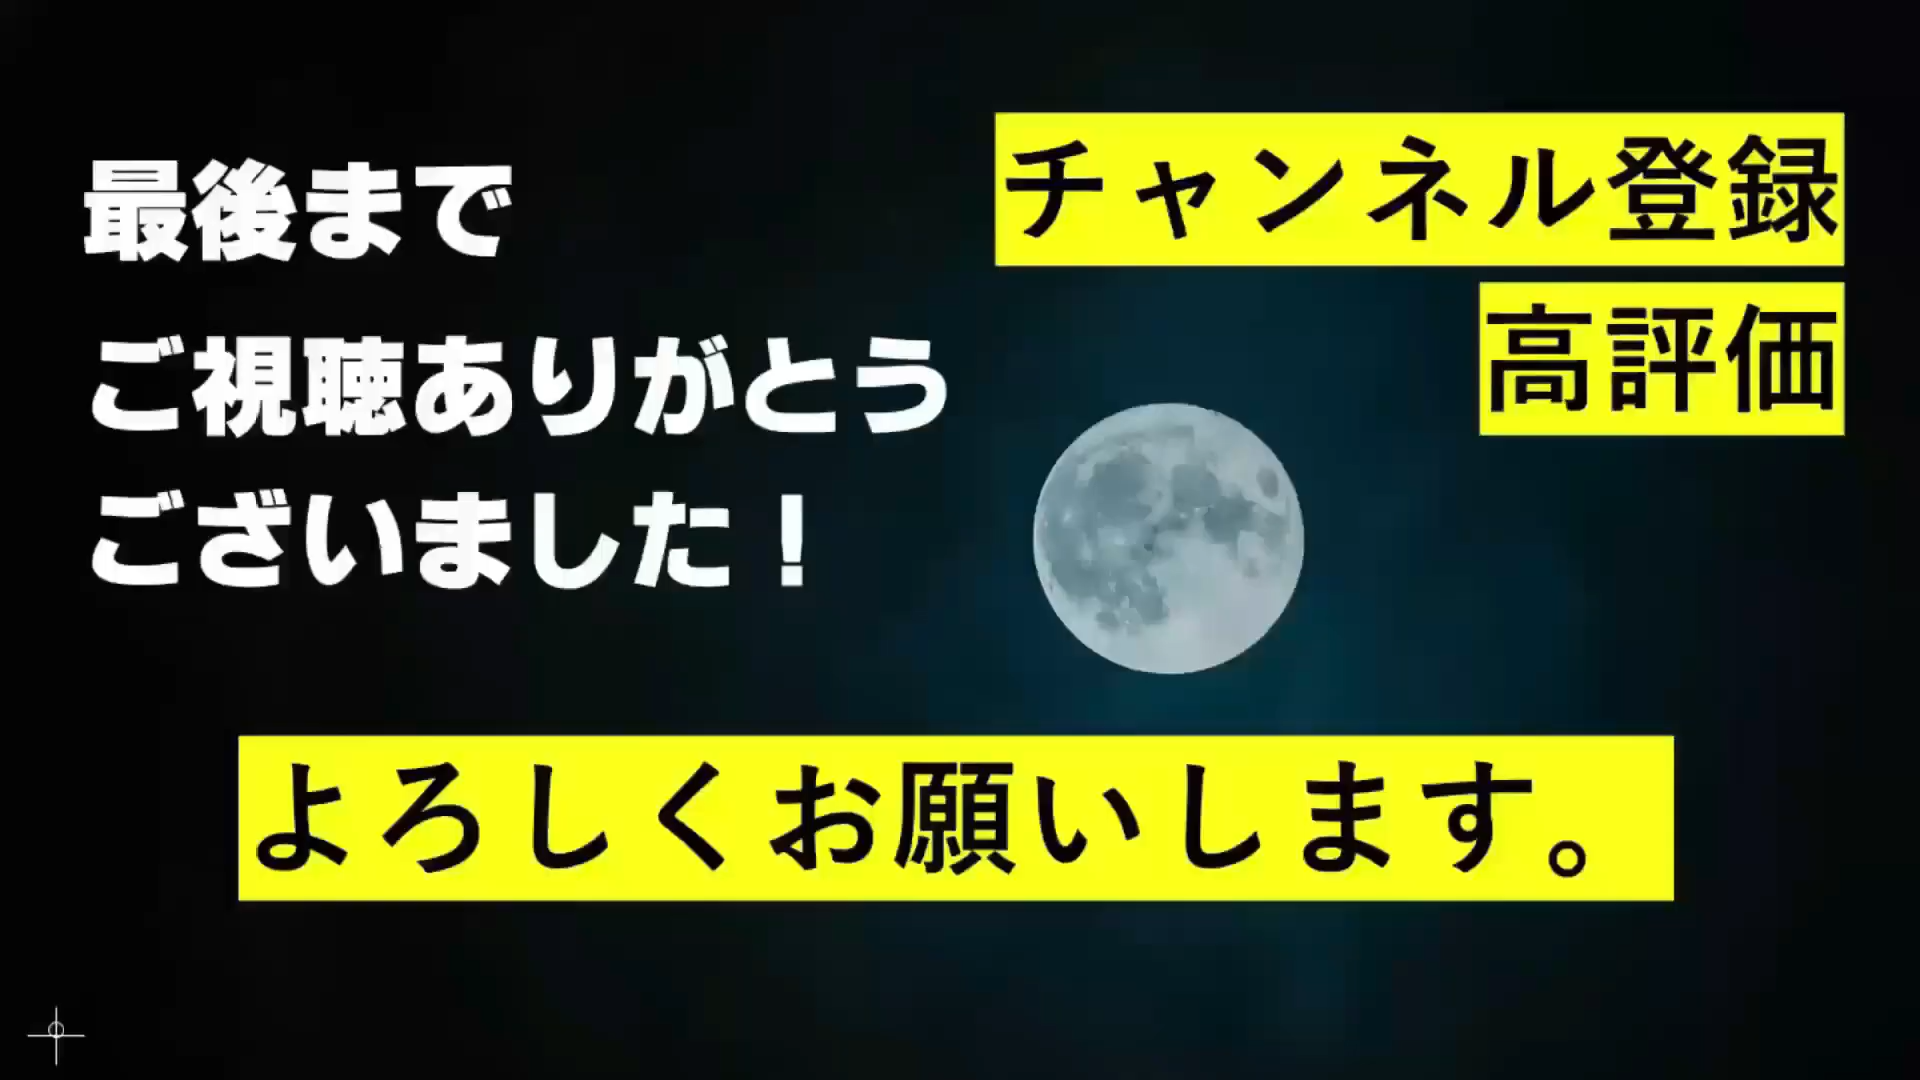 最後まで
ご視聴ありがとう
ございました！
チャンネル登録
高評価
よろしくお願いします。